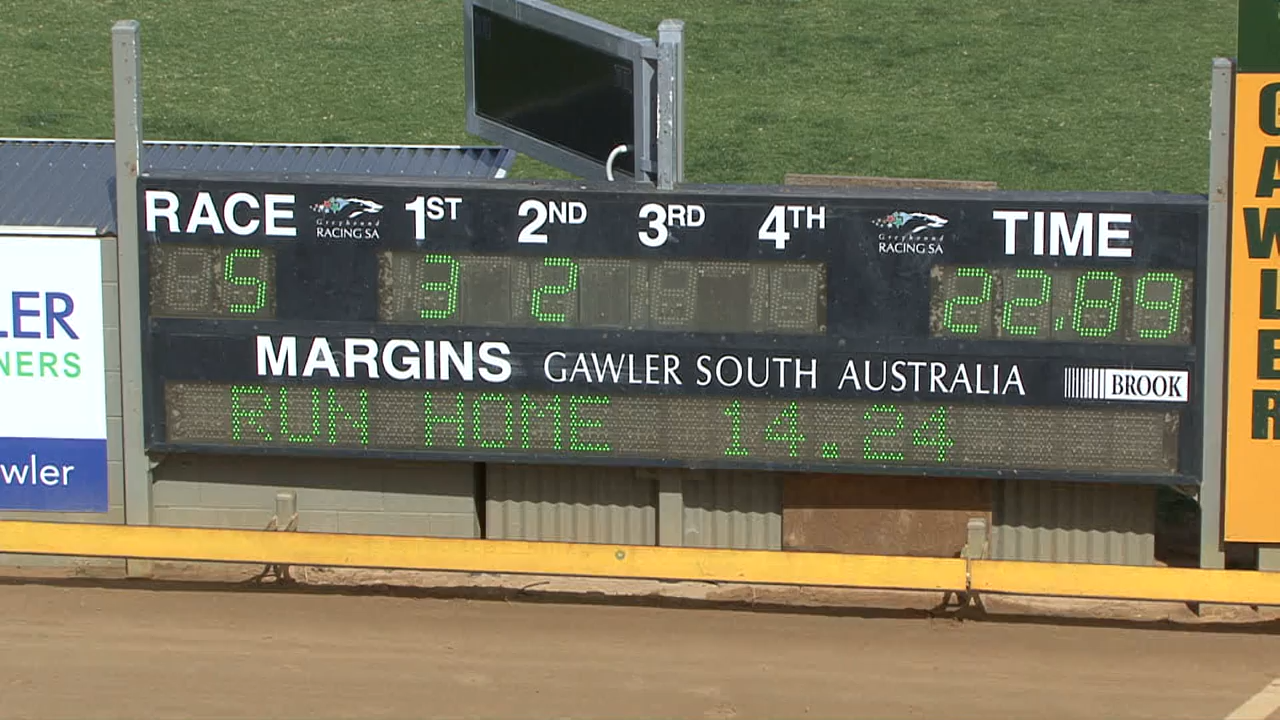 RACE
Greyhound
RACING SA
1ST
2ND
3RD
4TH
Greyhound
RACING SA
TIME
5
3
2
22.89
MARGINS
GAWLER SOUTH AUSTRALIA
BROOK
RUN HOME 14.24
LER
NERS
wler
GAWLER